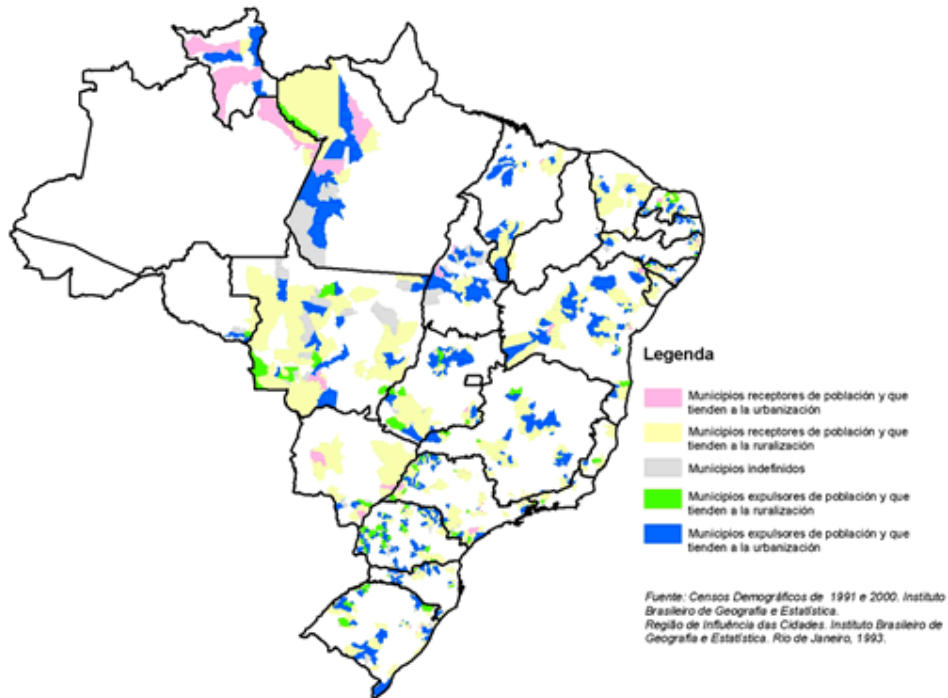 Legenda
Municipios receptores de población y que
tienden a la urbanización
Municipios receptores de población y que
tienden a la ruralización
Municipios indefinidos
Municipios expulsores de población y que
tienden a la ruralización
Municipios expulsores de población y que
tienden a la urbanización
Fuente: Censos Demográficos de 1991 e 2000. Instituto
Brasileiro de Geografia e Estatística.
Região de Influência das Cidades. Instituto Brasileiro de
Geografia e Estatística. Rio de Janeiro, 1993.